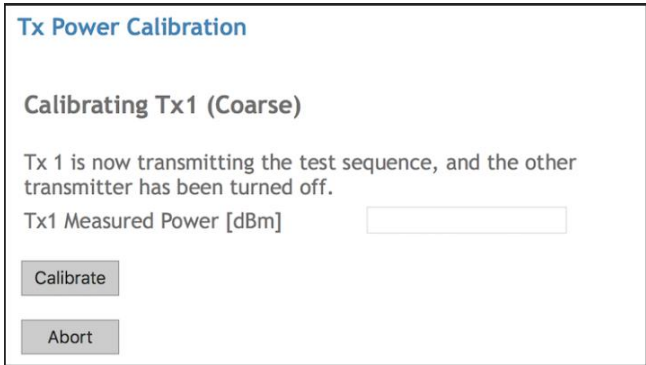 Tx Power Calibration
Calibrating Tx1 (Coarse)
Tx 1 is now transmitting the test sequence, and the other
transmitter has been turned off.
Tx1 Measured Power [dBm]
Calibrate
Abort